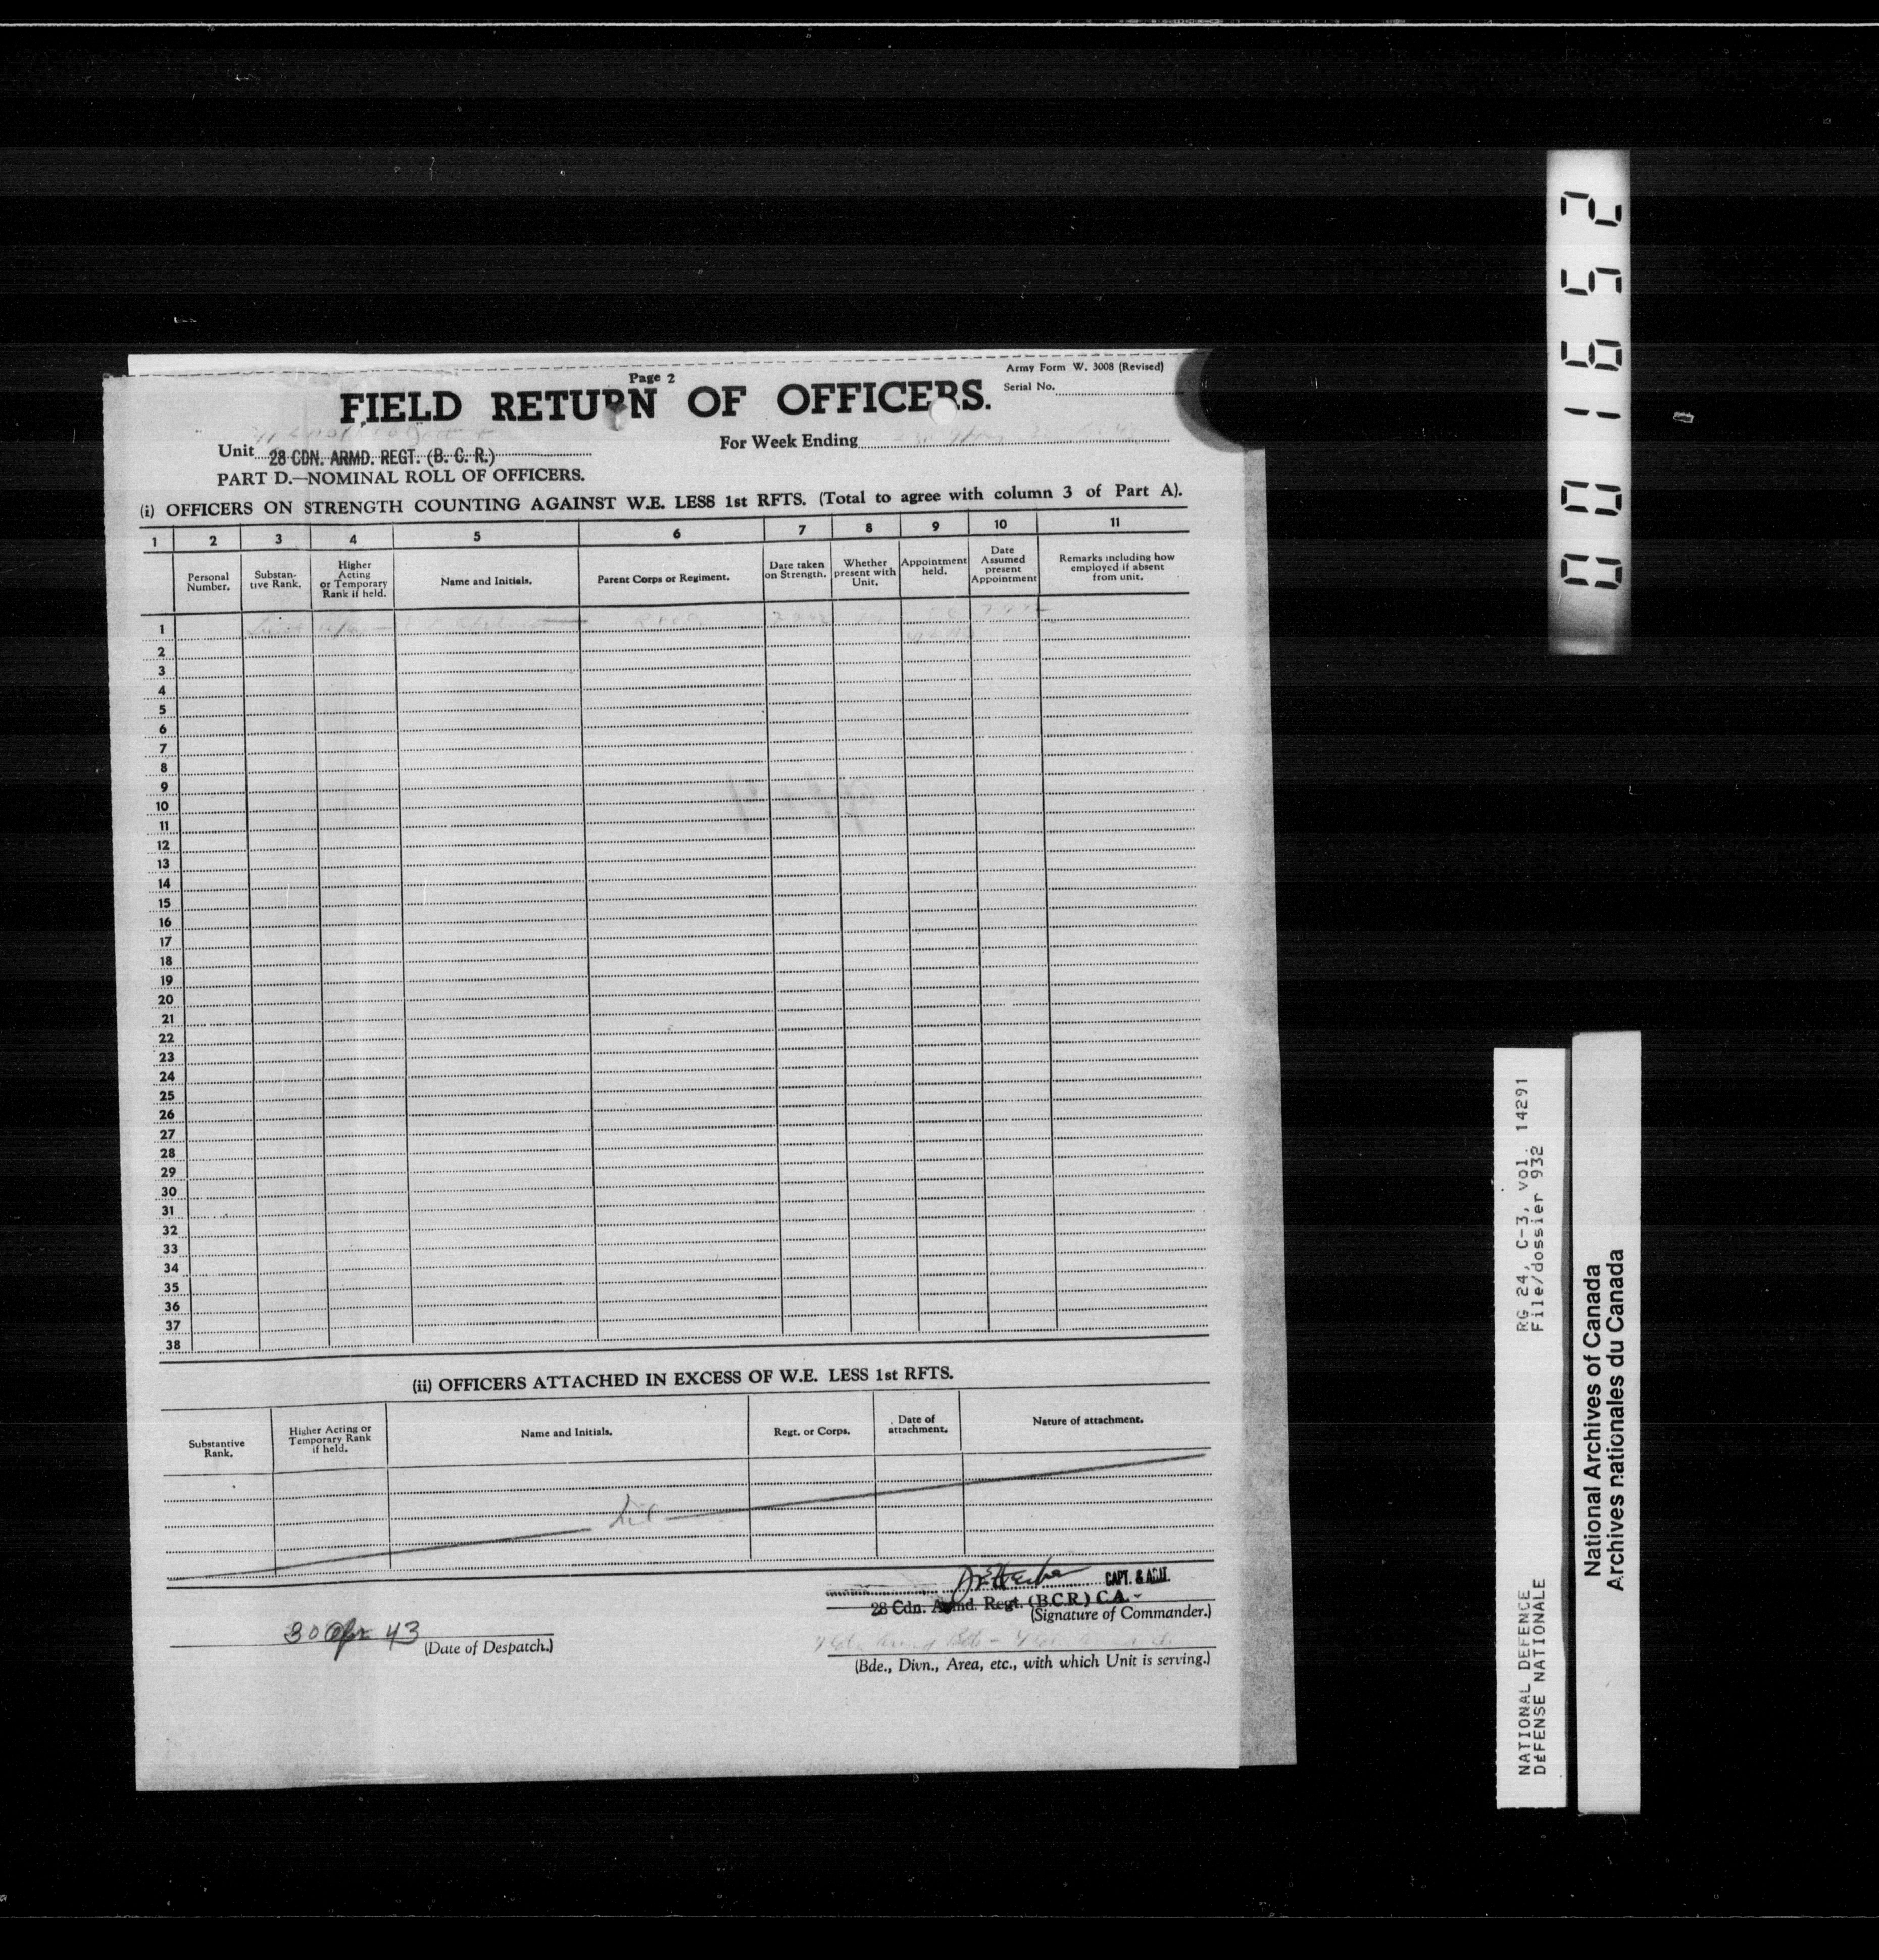 Page 2
Army Form W. 3008 (Revised)
FIELD RETURN OF OFFICERS.
Serial No.
Unit 28 CDN. ARMD. REGT. (B. C. R.)
For Week Ending
PART D.—NOMINAL ROLL OF OFFICERS.
(i) OFFICERS ON STRENGTH COUNTING AGAINST W.E. LESS 1st RFTS. (Total to agree with column 3 of Part A).
1 2 3 4 5 6 7 8 9 10 11
Personal Number.
Substan- tive Rank.
Higher Acting or Temporary Rank if held.
Name and Initials.
Parent Corps or Regiment.
Date taken on Strength.
Whether present with Unit.
Appointment held.
Date Assumed present Appointment
Remarks including how employed if absent from unit.
1
2
3
4
5
6
7
8
9
10
11
12
13
14
15
16
17
18
19
20
21
22
23
24
25
26
27
28
29
30
31
32
33
34
35
36
37
38
(ii) OFFICERS ATTACHED IN EXCESS OF W.E. LESS 1st RFTS.
Substantive Rank.
Higher Acting or Temporary Rank if held.
Name and Initials.
Regt. or Corps.
Date of attachment.
Nature of attachment.
Nil
CAPT. & ADJT.
28 Cdn. Armd. Regt. (B.C.R.) C.A.
(Signature of Commander.)
30 Apr 43
(Date of Despatch.)
(Bde., Divn., Area, etc., with which Unit is serving.)
001652
RG 24, C-3, vol. 14291
File/dossier 932
NATIONAL DEFENCE
DÉFENSE NATIONALE
National Archives of Canada
Archives nationales du Canada